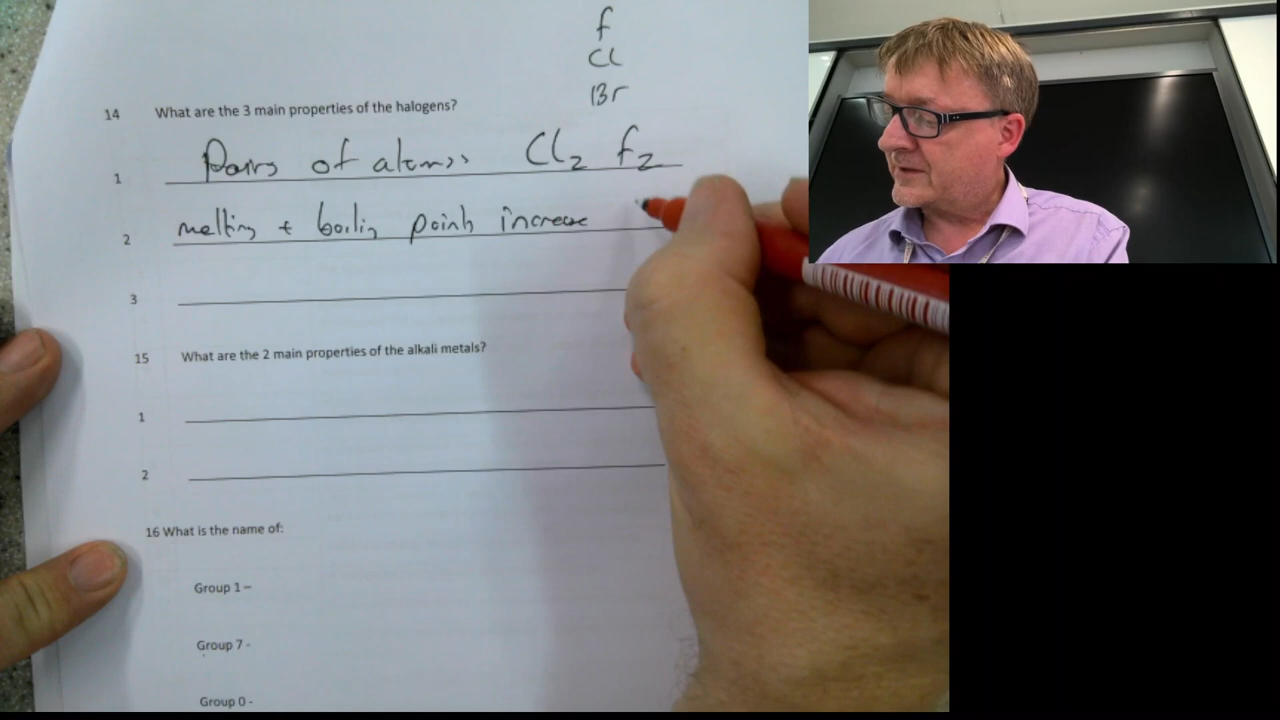 f
Cl
Br
14 What are the 3 main properties of the halogens?
1 Pairs of atoms Cl₂ f₂
2 melting + boiling points increase
3
15 What are the 2 main properties of the alkali metals?
1
2
16 What is the name of:
Group 1 –
Group 7 -
Group 0 -